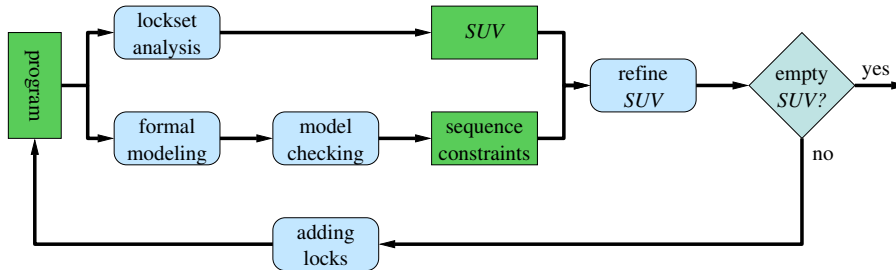 program
lockset
analysis
SUV
formal
modeling
model
checking
sequence
constraints
refine
SUV
empty
SUV?
yes
no
adding
locks